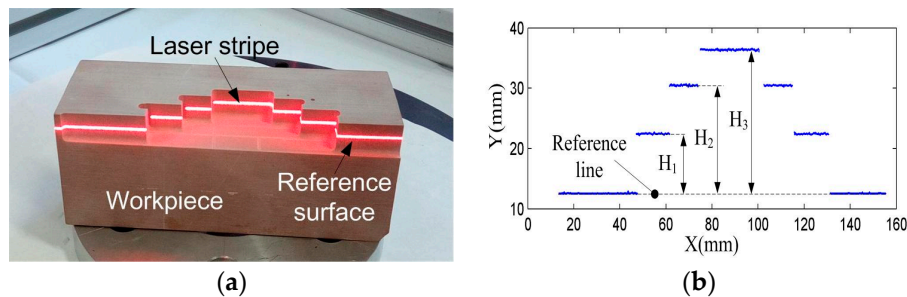 Laser stripe
Workpiece
Reference
surface
(a)
Y(mm)
40
30
20
10
H₃
H₂
H₁
Reference
line
0 20 40 60 80 100 120 140 160
X(mm)
(b)